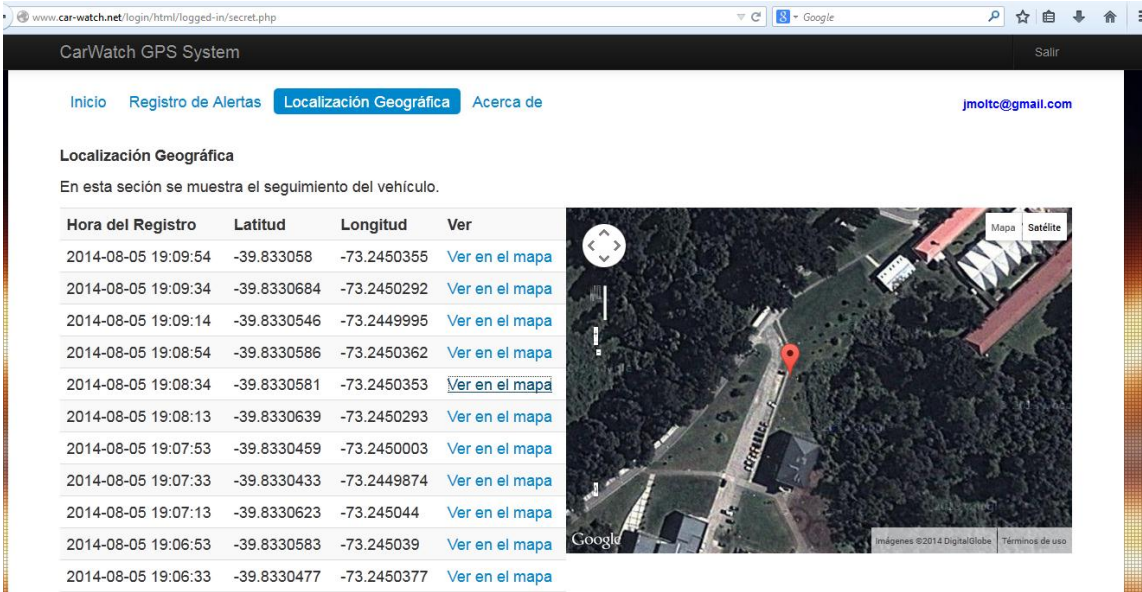 www.car-watch.net/login/html/logged-in/secret.php
Google
CarWatch GPS System
Salir
Inicio Registro de Alertas Localización Geográfica Acerca de
jmoltc@gmail.com
Localización Geográfica
En esta seción se muestra el seguimiento del vehículo.
Hora del Registro Latitud Longitud Ver
2014-08-05 19:09:54 -39.833058 -73.2450355 Ver en el mapa
2014-08-05 19:09:34 -39.8330684 -73.2450292 Ver en el mapa
2014-08-05 19:09:14 -39.8330546 -73.2449995 Ver en el mapa
2014-08-05 19:08:54 -39.8330586 -73.2450362 Ver en el mapa
2014-08-05 19:08:34 -39.8330581 -73.2450353 Ver en el mapa
2014-08-05 19:08:13 -39.8330639 -73.2450293 Ver en el mapa
2014-08-05 19:07:53 -39.8330459 -73.2450003 Ver en el mapa
2014-08-05 19:07:33 -39.8330433 -73.2449874 Ver en el mapa
2014-08-05 19:07:13 -39.8330623 -73.245044 Ver en el mapa
2014-08-05 19:06:53 -39.8330583 -73.245039 Ver en el mapa
2014-08-05 19:06:33 -39.8330477 -73.2450377 Ver en el mapa
Mapa Satélite
Google
Imágenes ©2014 DigitalGlobe Términos de uso